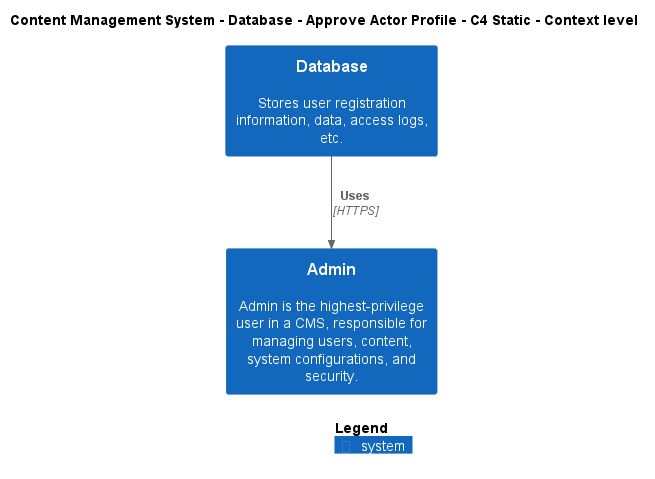 Content Management System - Database - Approve Actor Profile - C4 Static - Context level
Database
Stores user registration
information, data, access logs,
etc.
Uses
[HTTPS]
Admin
Admin is the highest-privilege
user in a CMS, responsible for
managing users, content,
system configurations, and
security.
Legend
system